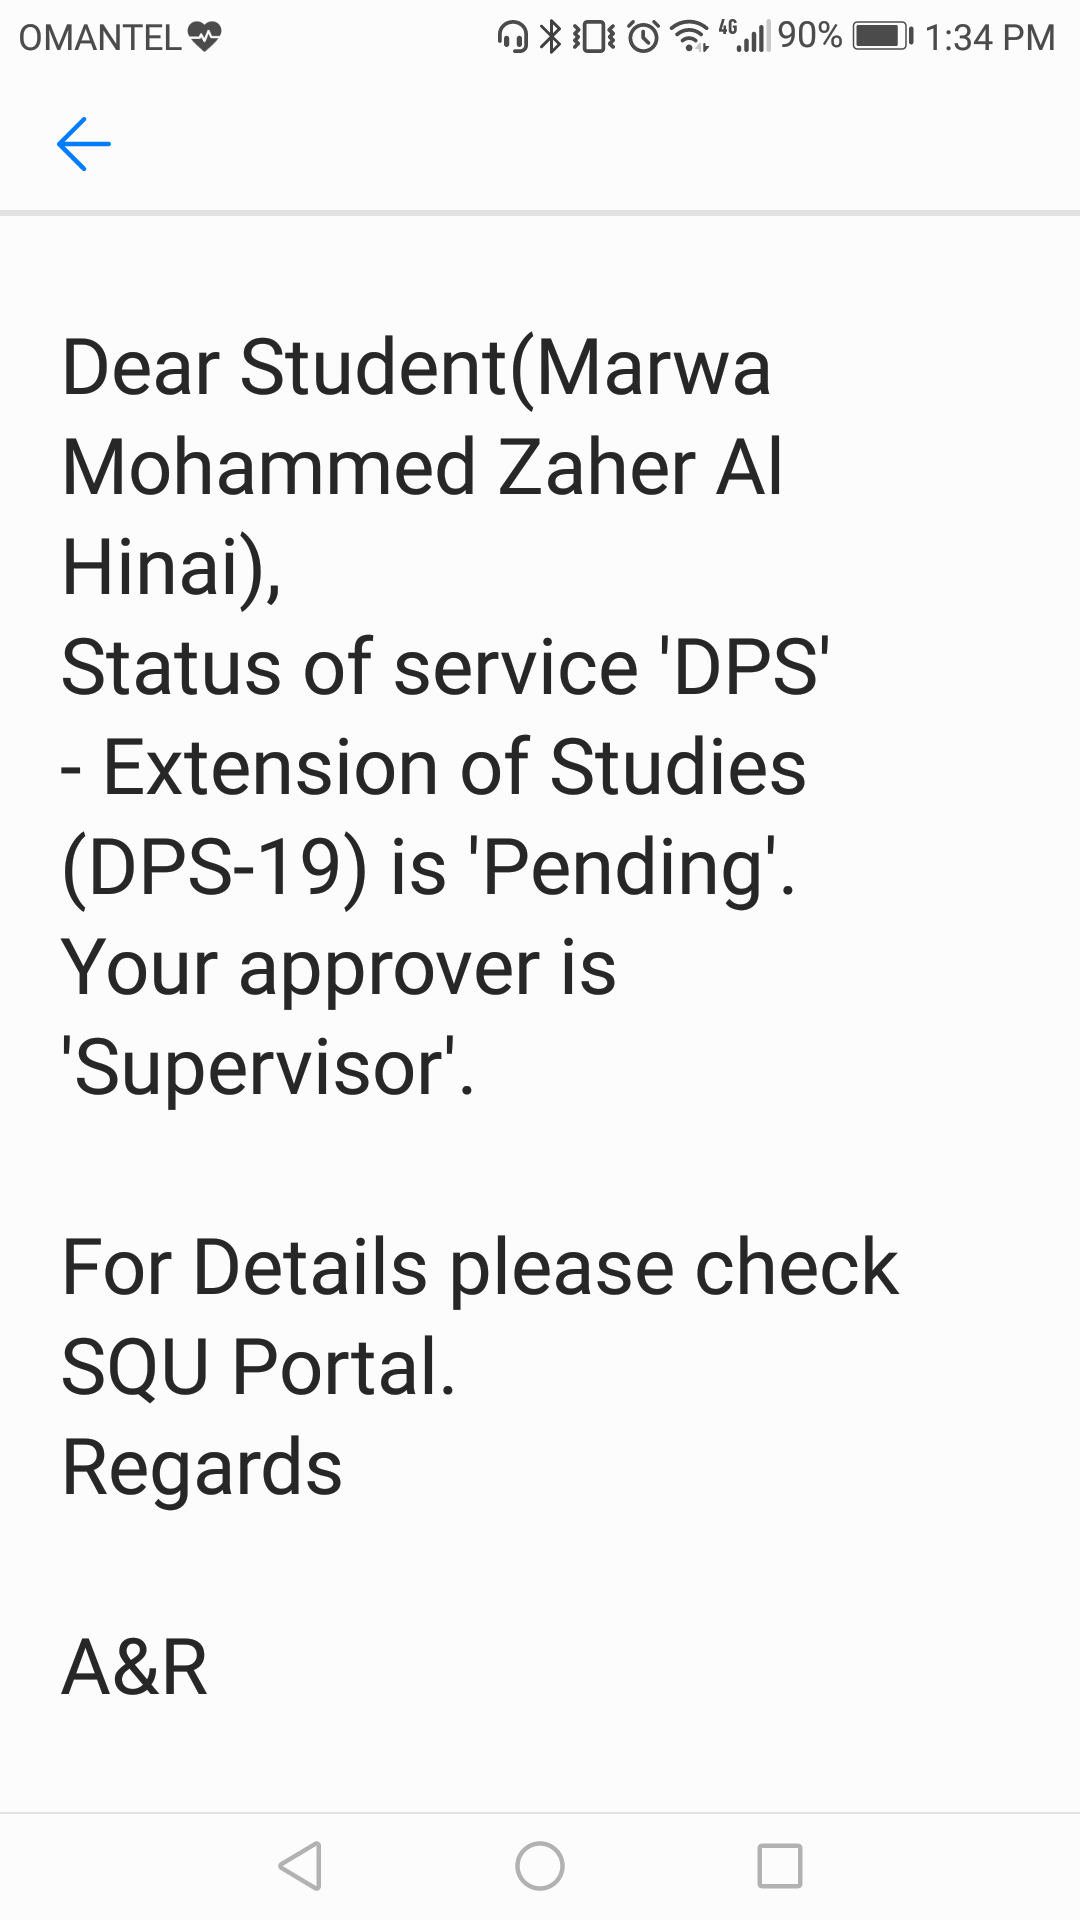 OMANTEL 4G 90% 1:34 PM
Dear Student(Marwa
Mohammed Zaher Al
Hinai),
Status of service 'DPS'
- Extension of Studies
(DPS-19) is 'Pending'.
Your approver is
'Supervisor'.
For Details please check
SQU Portal.
Regards
A&R